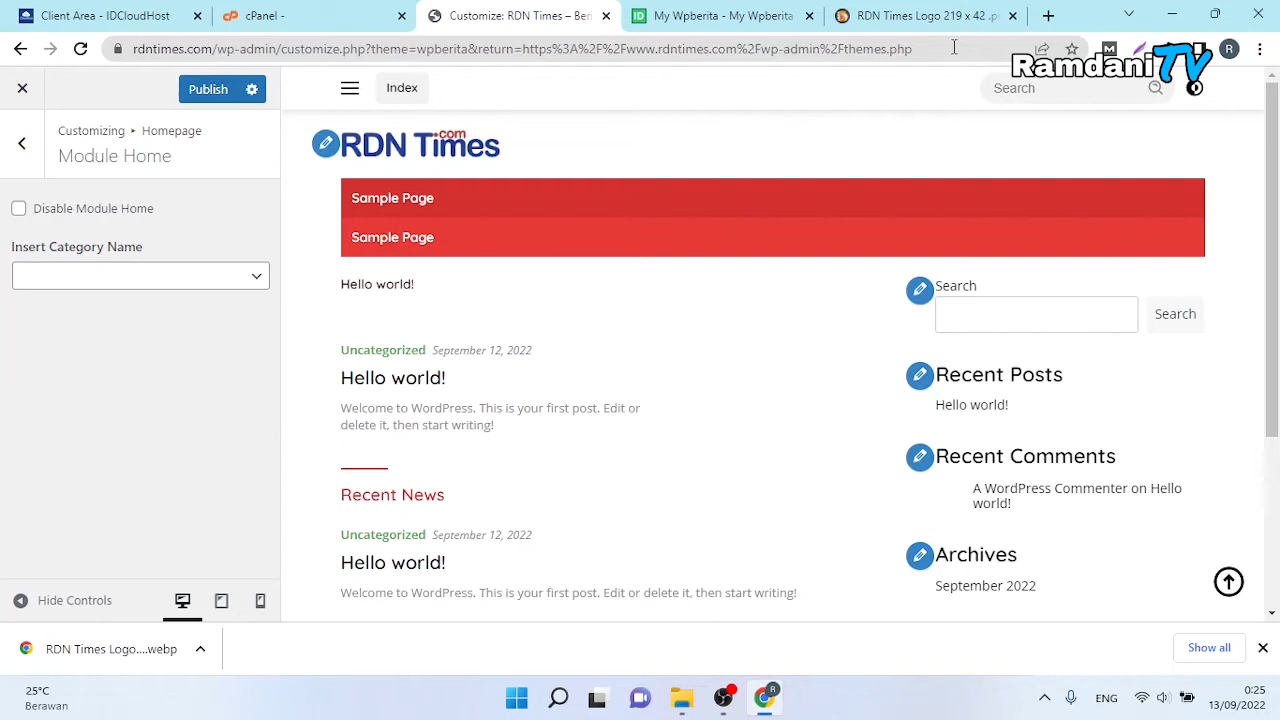 Client Area - IDwebhost
cPanel -
Customize: RDN Times – Ber
My Wpberita - My Wpberita
RDN Times Logo 219 x 42 .pn
rdntimes.com/wp-admin/customize.php?theme=wpberita&return=https%3A%2F%2Fwww.rdntimes.com%2Fwp-admin%2Fthemes.php
R
RamdaniTV
Publish
Index
Search
Customizing ▸ Homepage
Module Home
RDN Times .com
Disable Module Home
Insert Category Name
Sample Page
Sample Page
Hello world!
Search
Search
Uncategorized September 12, 2022
Hello world!
Welcome to WordPress. This is your first post. Edit or
delete it, then start writing!
Recent Posts
Hello world!
Recent Comments
A WordPress Commenter on Hello
world!
Recent News
Uncategorized September 12, 2022
Hello world!
Welcome to WordPress. This is your first post. Edit or delete it, then start writing!
Archives
September 2022
Hide Controls
RDN Times Logo....webp
Show all
25°C
Berawan
R
ENG
0:25
13/09/2022